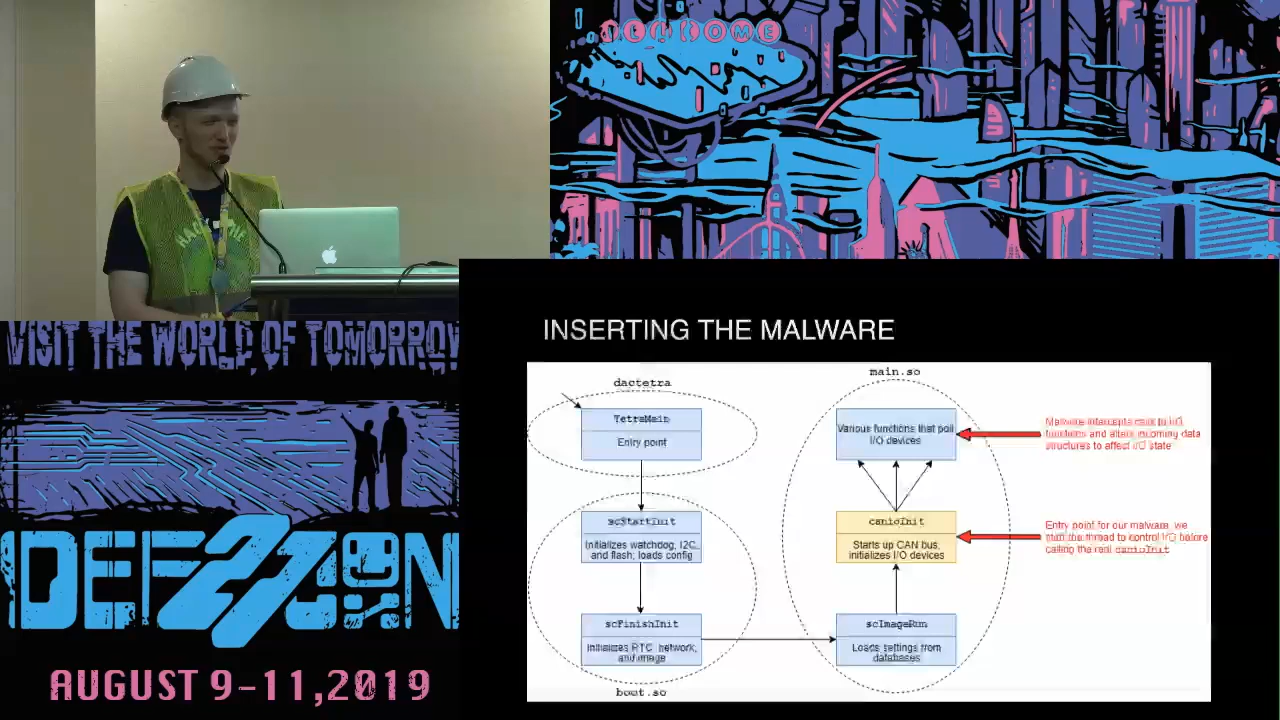 WELCOME
VISIT THE WORLD OF TOMORROW
DEFCON
27
AUGUST 9-11,2019
INSERTING THE MALWARE
dactetra
TetraMain
Entry point
scStartInit
Initializes watchdog, I2C,
and flash; loads config
scFinishInit
Initializes RTC, network,
and image
boot.so
main.so
Various functions that poll
I/O devices
canioInit
Starts up CAN bus,
initializes I/O devices
scImageRun
Loads settings from
databases
Malware intercepts calls to I/O
functions and alters incoming data
structures to affect I/O state
Entry point for our malware, we
start the thread to control I/O before
calling the real canioInit